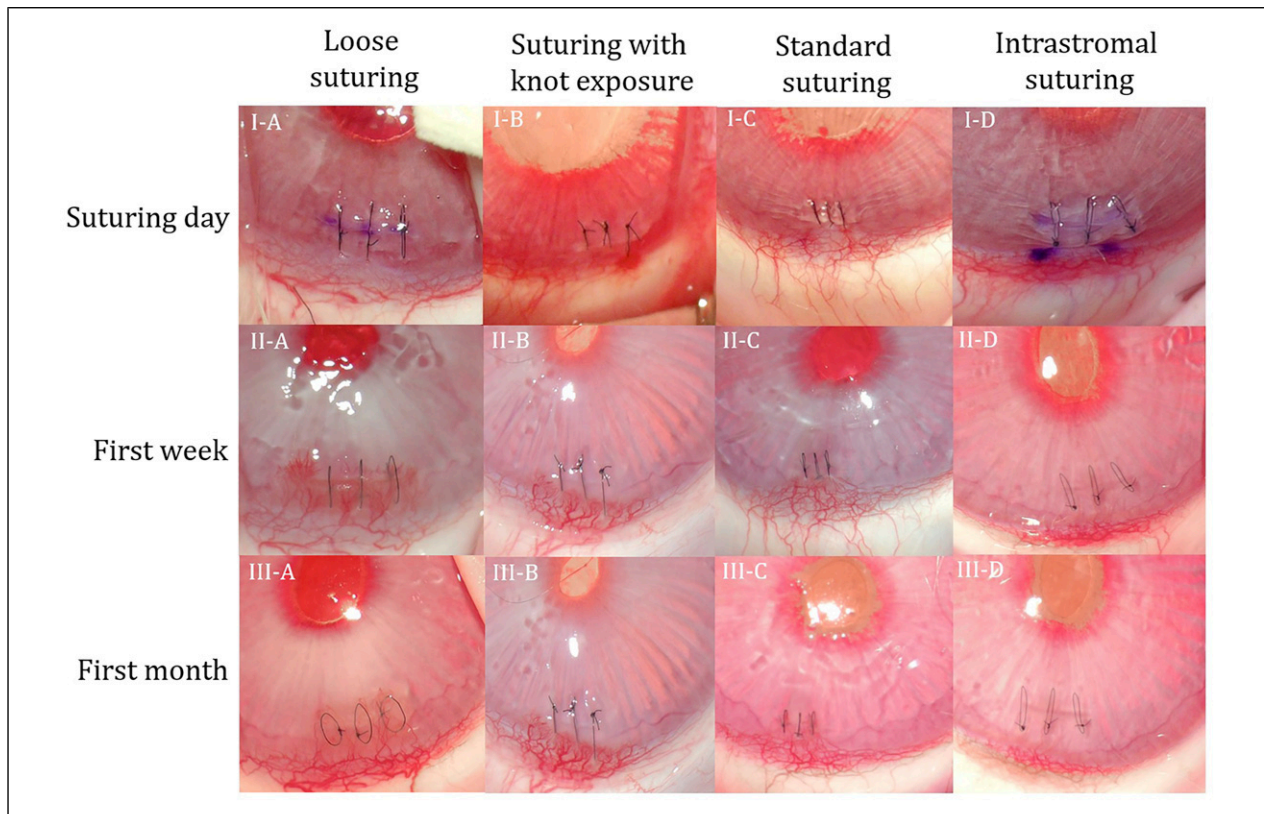 Loose
suturing
Suturing with
knot exposure
Standard
suturing
Intrastromal
suturing
Suturing day
I-A
I-B
I-C
I-D
First week
II-A
II-B
II-C
II-D
First month
III-A
III-B
III-C
III-D